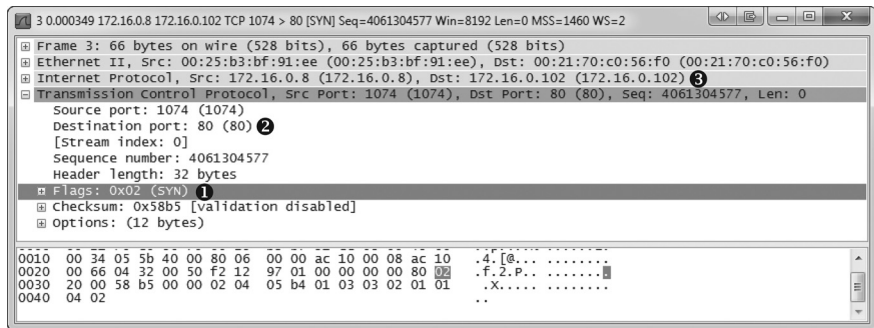 3 0.000349 172.16.0.8 172.16.0.102 TCP 1074 > 80 [SYN] Seq=4061304577 Win=8192 Len=0 MSS=1460 WS=2
Frame 3: 66 bytes on wire (528 bits), 66 bytes captured (528 bits)
Ethernet II, Src: 00:25:b3:bf:91:ee (00:25:b3:bf:91:ee), Dst: 00:21:70:c0:56:f0 (00:21:70:c0:56:f0)
Internet Protocol, Src: 172.16.0.8 (172.16.0.8), Dst: 172.16.0.102 (172.16.0.102) ❸
Transmission Control Protocol, Src Port: 1074 (1074), Dst Port: 80 (80), Seq: 4061304577, Len: 0
Source port: 1074 (1074)
Destination port: 80 (80) ❷
[Stream index: 0]
Sequence number: 4061304577
Header length: 32 bytes
Flags: 0x02 (SYN) ❶
Checksum: 0x58b5 [validation disabled]
Options: (12 bytes)
0010 00 34 05 5b 40 00 80 06 00 00 ac 10 00 08 ac 10 .4.[@... ........
0020 00 66 04 32 00 50 f2 12 97 01 00 00 00 00 80 02 .f.2.P.. ........
0030 20 00 58 b5 00 00 02 04 05 b4 01 03 03 02 01 01 .X..... ........
0040 04 02 ..